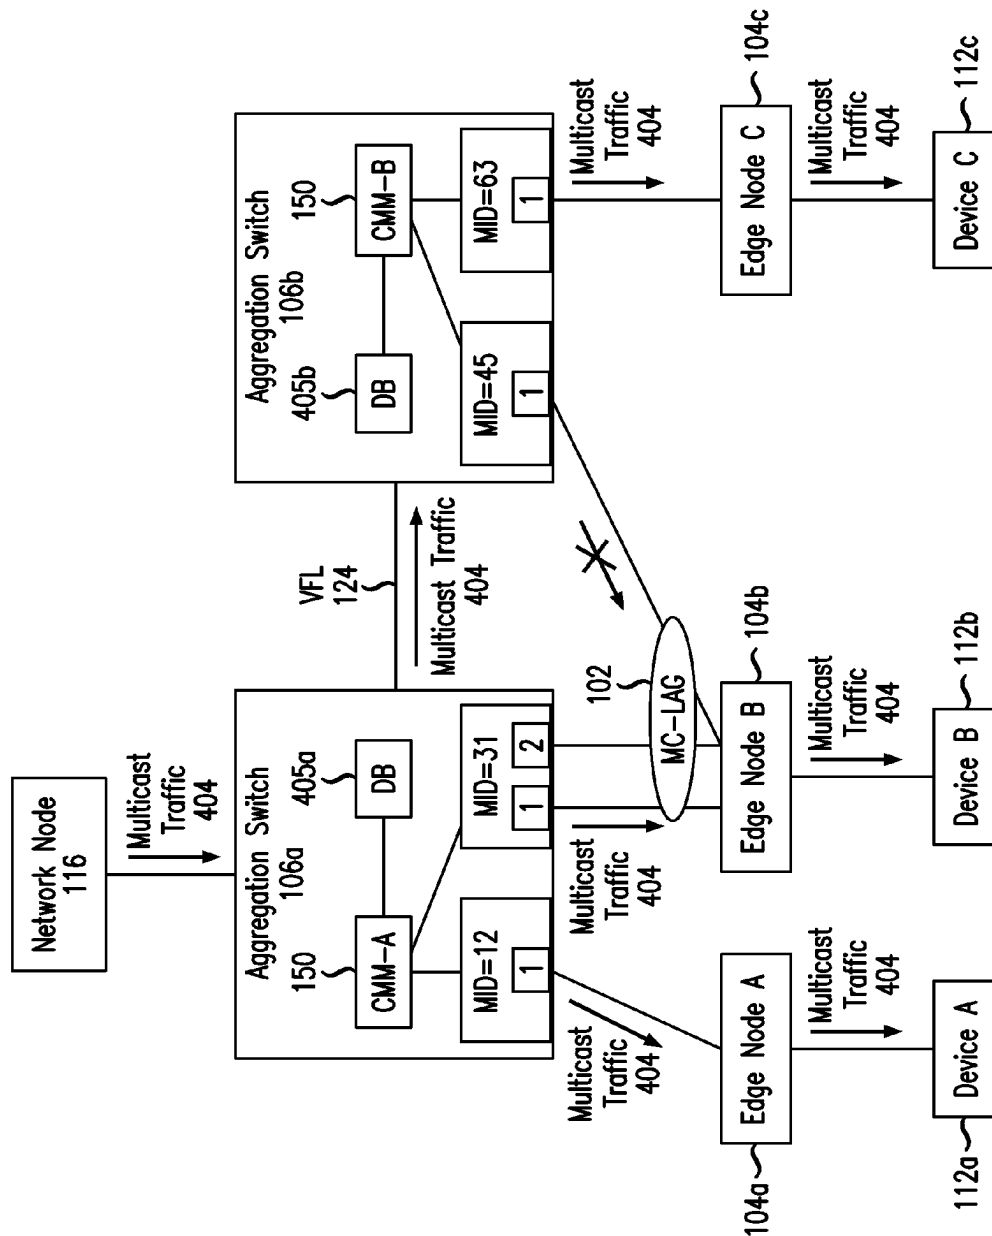 Network Node
116
Multicast
Traffic
404
Aggregation Switch
106a
150
CMM-A
405a
DB
MID=12
1
MID=31
1
2
VFL
124
Multicast Traffic
404
Aggregation Switch
106b
405b
DB
150
CMM-B
MID=45
1
MID=63
1
Multicast
Traffic
404
Multicast
Traffic
404
102
MC-LAG
Multicast
Traffic
404
104a
Edge Node A
Edge Node B
104b
Edge Node C
104c
Multicast
Traffic
404
Multicast
Traffic
404
Multicast
Traffic
404
112a
Device A
Device B
112b
Device C
112c